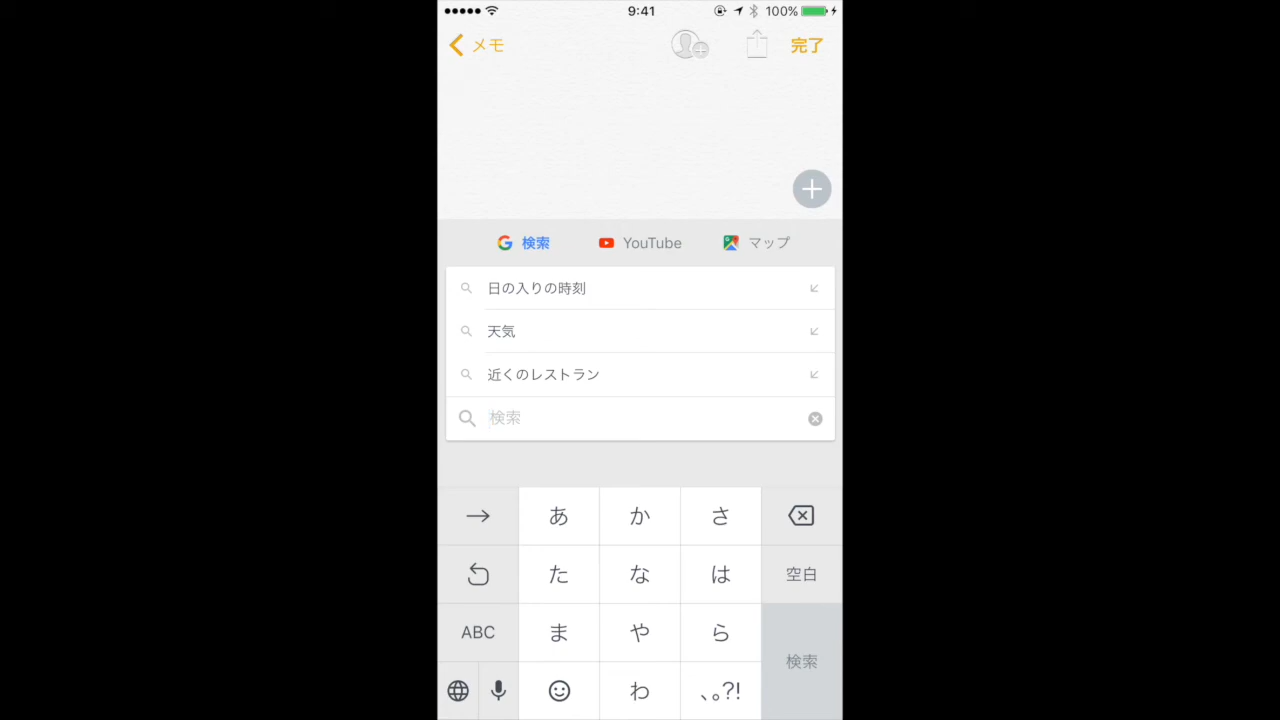 9:41 100%
メモ 完了
検索 YouTube マップ
日の入りの時刻
天気
近くのレストラン
検索
あ か さ
た な は 空白
ABC ま や ら
検索
わ 、。?!